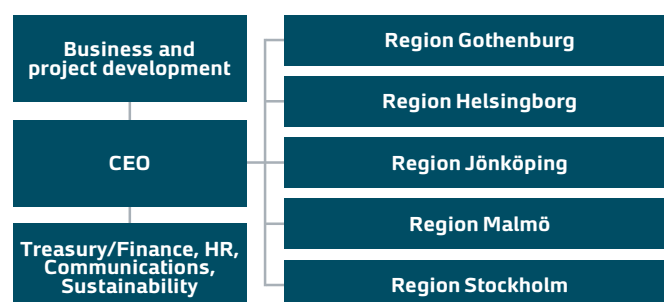 Business and
project development
CEO
Treasury/Finance, HR,
Communications,
Sustainability
Region Gothenburg
Region Helsingborg
Region Jönköping
Region Malmö
Region Stockholm